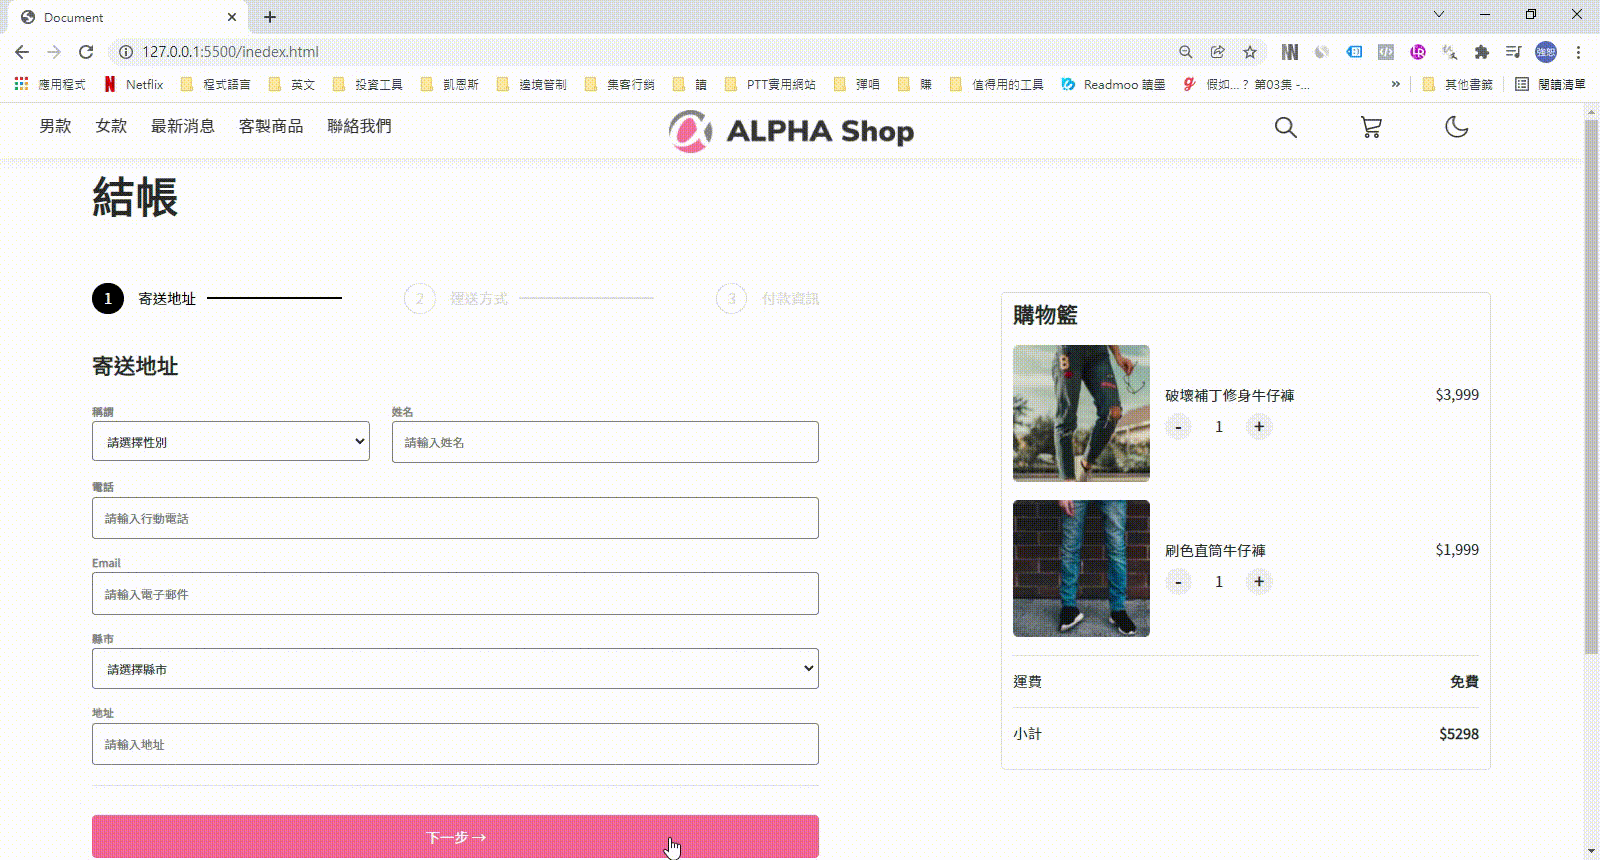 Document
127.0.0.1:5500/inedex.html
應用程式 Netflix 程式語言 英文 投資工具 凱恩斯 邊境管制 集客行銷 讀 PTT實用網站 彈唱 賺 值得用的工具 Readmoo 讀墨 假如...？ 第03集 -... » 其他書籤 閱讀清單
男款 女款 最新消息 客製商品 聯絡我們
ALPHA Shop
結帳
1 寄送地址
2 運送方式
3 付款資訊
寄送地址
稱謂 姓名
請選擇性別 請輸入姓名
電話
請輸入行動電話
Email
請輸入電子郵件
縣市
請選擇縣市
地址
請輸入地址
下一步 →
購物籃
破壞補丁修身牛仔褲 $3,999
- 1 +
刷色直筒牛仔褲 $1,999
- 1 +
運費 免費
小計 $5298